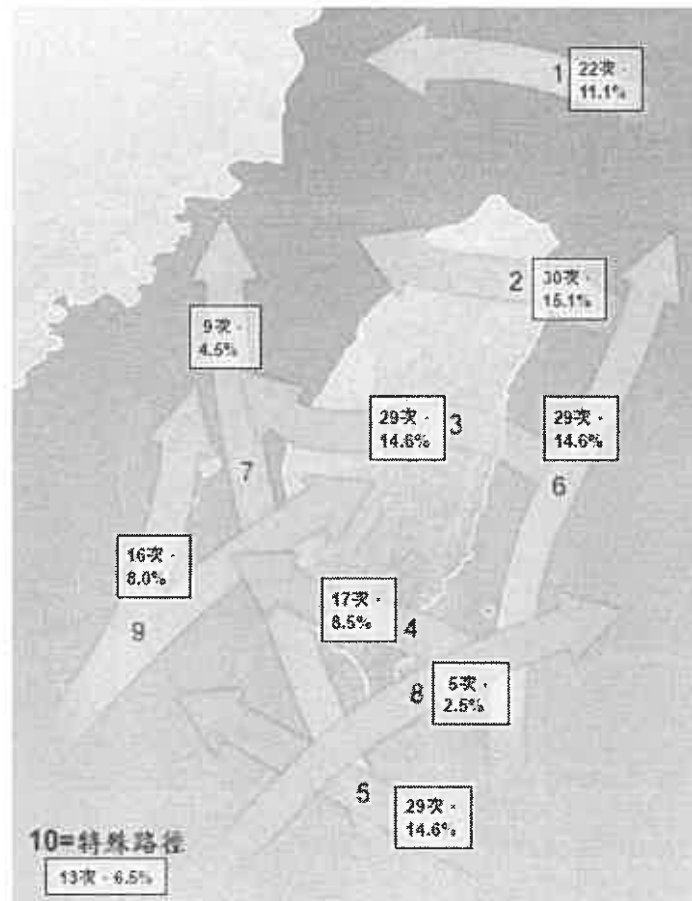 1
22次，
11.1%
2
30次，
15.1%
9次，
4.5%
29次，
14.6%
3
29次，
14.6%
6
7
16次，
8.0%
9
17次，
8.5%
4
8
5次，
2.5%
5
29次，
14.6%
10=特殊路徑
13次，6.5%